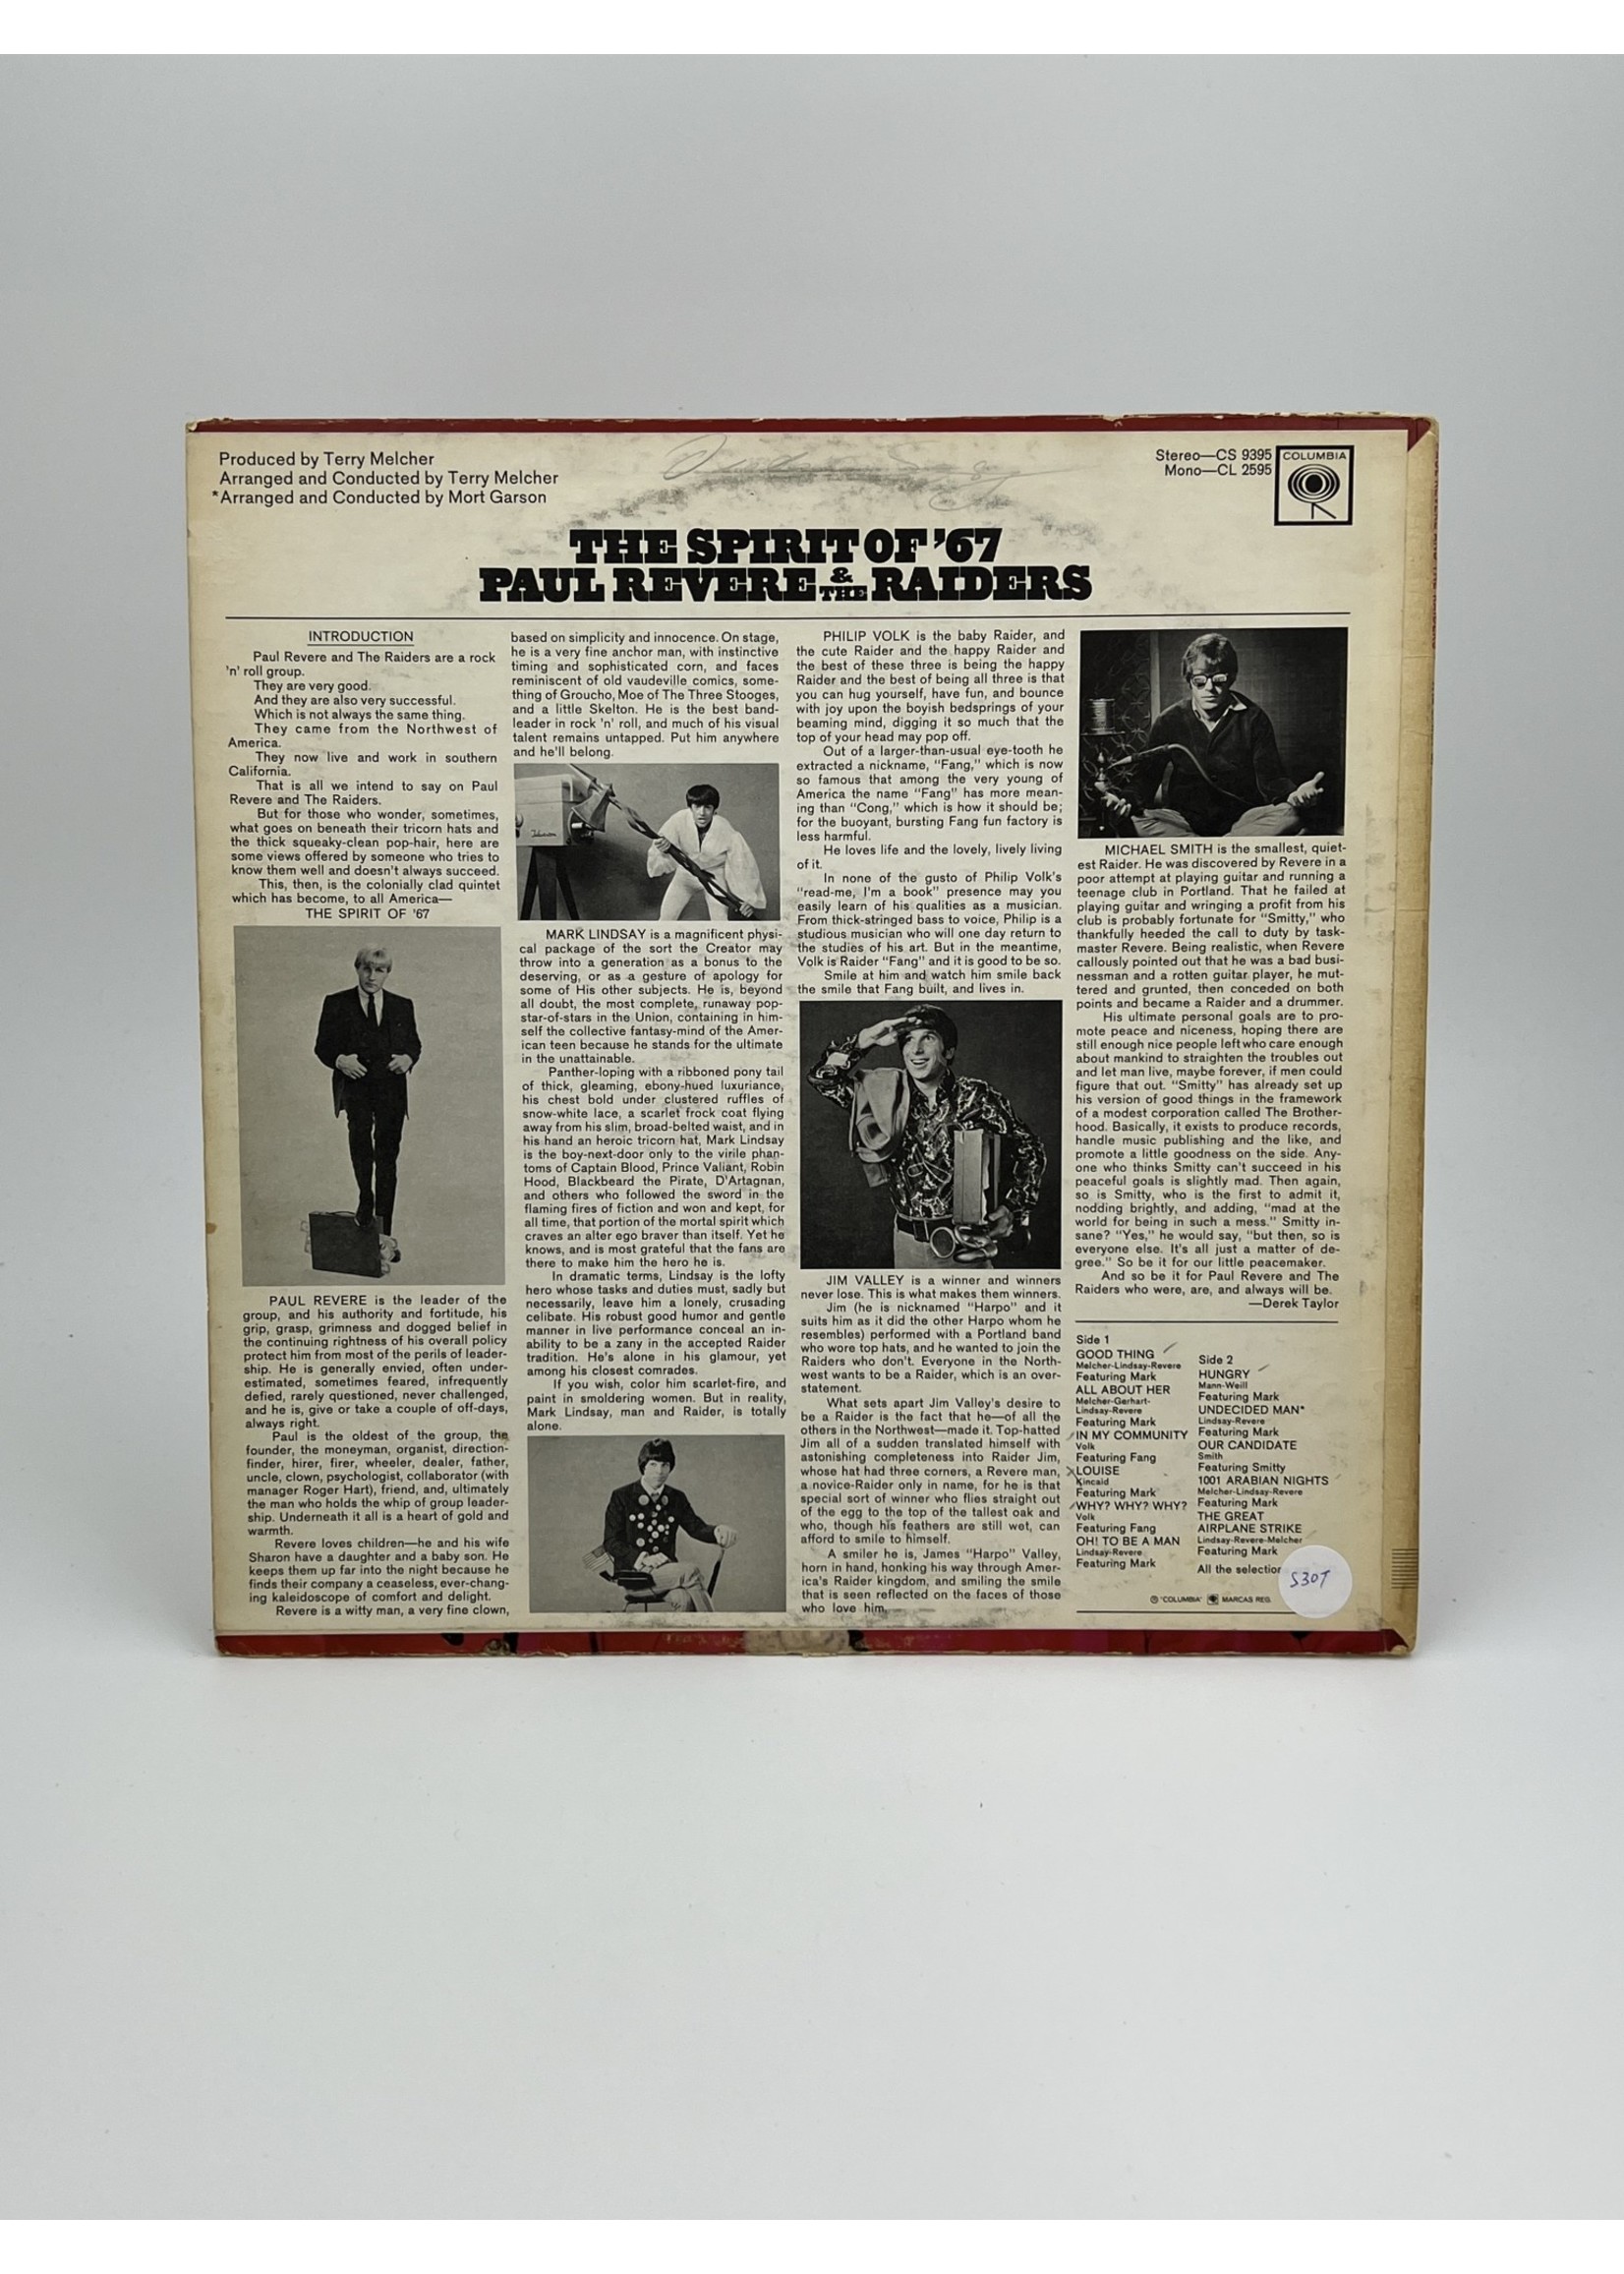 Produced by Terry Melcher
Arranged and Conducted by Terry Melcher
*Arranged and Conducted by Mort Garson
Stereo—CS 9395
Mono—CL 2595
COLUMBIA
THE SPIRIT OF '67
PAUL REVERE & THE RAIDERS
INTRODUCTION
Paul Revere and The Raiders are a rock
'n' roll group.
They are very good.
And they are also very successful.
Which is not always the same thing.
They came from the Northwest of
America.
They now live and work in southern
California.
That is all we intend to say on Paul
Revere and The Raiders.
But for those who wonder, sometimes,
what goes on beneath their tricorn hats and
the thick squeaky-clean pop-hair, here are
some views offered by someone who tries to
know them well and doesn't always succeed.
This, then, is the colonially clad quintet
which has become, to all America—
THE SPIRIT OF '67
PAUL REVERE is the leader of the
group, and his authority and fortitude, his
grip, grasp, grimness and dogged belief in
the continuing rightness of his overall policy
protect him from most of the perils of leader-
ship. He is generally envied, often under-
estimated, sometimes feared, infrequently
defied, rarely questioned, never challenged,
and he is, give or take a couple of off-days,
always right.
Paul is the oldest of the group, the
founder, the moneyman, organist, direction-
finder, hirer, firer, wheeler, dealer, father,
uncle, clown, psychologist, collaborator (with
manager Roger Hart), friend, and, ultimately
the man who holds the whip of group leader-
ship. Underneath it all is a heart of gold and
warmth.
Revere loves children—he and his wife
Sharon have a daughter and a baby son. He
keeps them up far into the night because he
finds their company a ceaseless, ever-chang-
ing kaleidoscope of comfort and delight.
Revere is a witty man, a very fine clown,
based on simplicity and innocence. On stage,
he is a very fine anchor man, with instinctive
timing and sophisticated corn, and faces
reminiscent of old vaudeville comics, some-
thing of Groucho, Moe of The Three Stooges,
and a little Skelton. He is the best band-
leader in rock 'n' roll, and much of his visual
talent remains untapped. Put him anywhere
and he'll belong.
MARK LINDSAY is a magnificent physi-
cal package of the sort the Creator may
throw into a generation as a bonus to the
deserving, or as a gesture of apology for
some of His other subjects. He is, beyond
all doubt, the most complete, runaway pop-
star-of-stars in the Union, containing in him-
self the collective fantasy-mind of the Amer-
ican teen because he stands for the ultimate
in the unattainable.
Panther-loping with a ribboned pony tail
of thick, gleaming, ebony-hued luxuriance,
his chest bold under clustered ruffles of
snow-white lace, a scarlet frock coat flying
away from his slim, broad-belted waist, and in
his hand an heroic tricorn hat, Mark Lindsay
is the boy-next-door only to the virile phan-
toms of Captain Blood, Prince Valiant, Robin
Hood, Blackbeard the Pirate, D'Artagnan,
and others who followed the sword in the
flaming fires of fiction and won and kept, for
all time, that portion of the mortal spirit which
craves an alter ego braver than itself. Yet he
knows, and is most grateful that the fans are
there to make him the hero he is.
In dramatic terms, Lindsay is the lofty
hero whose tasks and duties must, sadly but
necessarily, leave him a lonely, crusading
celibate. His robust good humor and gentle
manner in live performance conceal an in-
ability to be a zany in the accepted Raider
tradition. He's alone in his glamour, yet
among his closest comrades.
If you wish, color him scarlet-fire, and
paint in smoldering women. But in reality,
Mark Lindsay, man and Raider, is totally
alone.
PHILIP VOLK is the baby Raider, and
the cute Raider and the happy Raider and
the best of these three is being the happy
Raider and the best of being all three is that
you can hug yourself, have fun, and bounce
with joy upon the boyish bedsprings of your
beaming mind, digging it so much that the
top of your head may pop off.
Out of a larger-than-usual eye-tooth he
extracted a nickname, "Fang," which is now
so famous that among the very young of
America the name "Fang" has more mean-
ing than "Cong," which is how it should be;
for the buoyant, bursting Fang fun factory is
less harmful.
He loves life and the lovely, lively living
of it.
In none of the gusto of Philip Volk's
"read-me, I'm a book" presence may you
easily learn of his qualities as a musician.
From thick-stringed bass to voice, Philip is a
studious musician who will one day return to
the studies of his art. But in the meantime,
Volk is Raider "Fang" and it is good to be so.
Smile at him and watch him smile back
the smile that Fang built, and lives in.
JIM VALLEY is a winner and winners
never lose. This is what makes them winners.
Jim (he is nicknamed "Harpo" and it
suits him as it did the other Harpo whom he
resembles) performed with a Portland band
who wore top hats, and he wanted to join the
Raiders who don't. Everyone in the North-
west wants to be a Raider, which is an over-
statement.
What sets apart Jim Valley's desire to
be a Raider is the fact that he—of all the
others in the Northwest—made it. Top-hatted
Jim all of a sudden translated himself with
astonishing completeness into Raider Jim,
whose hat had three corners, a Revere man,
a novice-Raider only in name, for he is that
special sort of winner who flies straight out
of the egg to the top of the tallest oak and
who, though his feathers are still wet, can
afford to smile to himself.
A smiler he is, James "Harpo" Valley,
horn in hand, honking his way through Amer-
ica's Raider kingdom, and smiling the smile
that is seen reflected on the faces of those
who love him.
MICHAEL SMITH is the smallest, quiet-
est Raider. He was discovered by Revere in a
poor attempt at playing guitar and running a
teenage club in Portland. That he failed at
playing guitar and wringing a profit from his
club is probably fortunate for "Smitty," who
thankfully heeded the call to duty by task-
master Revere. Being realistic, when Revere
callously pointed out that he was a bad busi-
nessman and a rotten guitar player, he mut-
tered and grunted, then conceded on both
points and became a Raider and a drummer.
His ultimate personal goals are to pro-
mote peace and niceness, hoping there are
still enough nice people left who care enough
about mankind to straighten the troubles out
and let man live, maybe forever, if men could
figure that out. "Smitty" has already set up
his version of good things in the framework
of a modest corporation called The Brother-
hood. Basically, it exists to produce records,
handle music publishing and the like, and
promote a little goodness on the side. Any-
one who thinks Smitty can't succeed in his
peaceful goals is slightly mad. Then again,
so is Smitty, who is the first to admit it,
nodding brightly, and adding, "mad at the
world for being in such a mess." Smitty in-
sane? "Yes," he would say, "but then, so is
everyone else. It's all just a matter of de-
gree." So be it for our little peacemaker.
And so be it for Paul Revere and The
Raiders who were, are, and always will be.
—Derek Taylor
Side 1
GOOD THING
Melcher-Lindsay-Revere
Featuring Mark
ALL ABOUT HER
Melcher-Gerhart-
Lindsay-Revere
Featuring Mark
IN MY COMMUNITY
Volk
Featuring Fang
LOUISE
Kincaid
Featuring Mark
WHY? WHY? WHY?
Volk
Featuring Fang
OH! TO BE A MAN
Lindsay-Revere
Featuring Mark
Side 2
HUNGRY
Mann-Weill
Featuring Mark
UNDECIDED MAN*
Lindsay-Revere
Featuring Mark
OUR CANDIDATE
Smith
Featuring Smitty
1001 ARABIAN NIGHTS
Melcher-Lindsay-Revere
Featuring Mark
THE GREAT
AIRPLANE STRIKE
Lindsay-Revere-Melcher
Featuring Mark
All the selection
S30T
℗ "COLUMBIA" MARCAS REG.